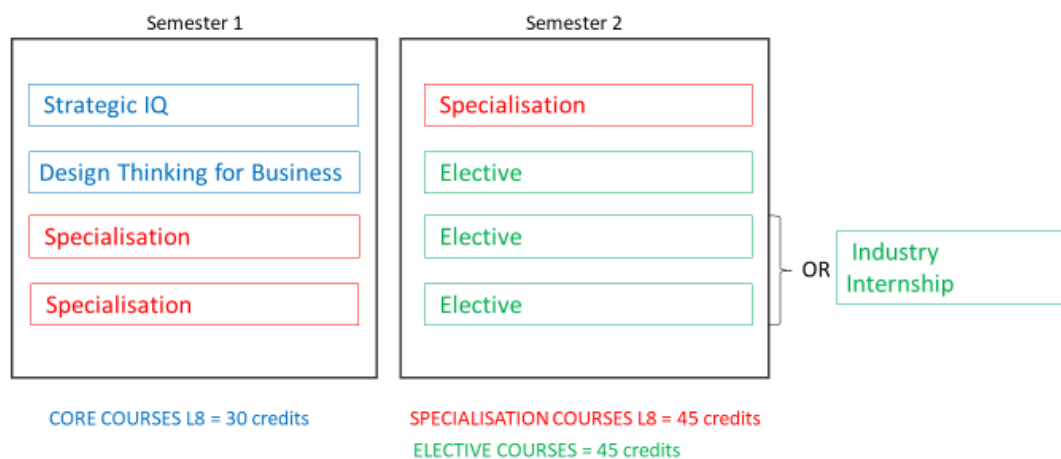 Semester 1
Strategic IQ
Design Thinking for Business
Specialisation
Specialisation
CORE COURSES L8 = 30 credits
Semester 2
Specialisation
Elective
Elective
Elective
OR
Industry
Internship
SPECIALISATION COURSES L8 = 45 credits
ELECTIVE COURSES = 45 credits